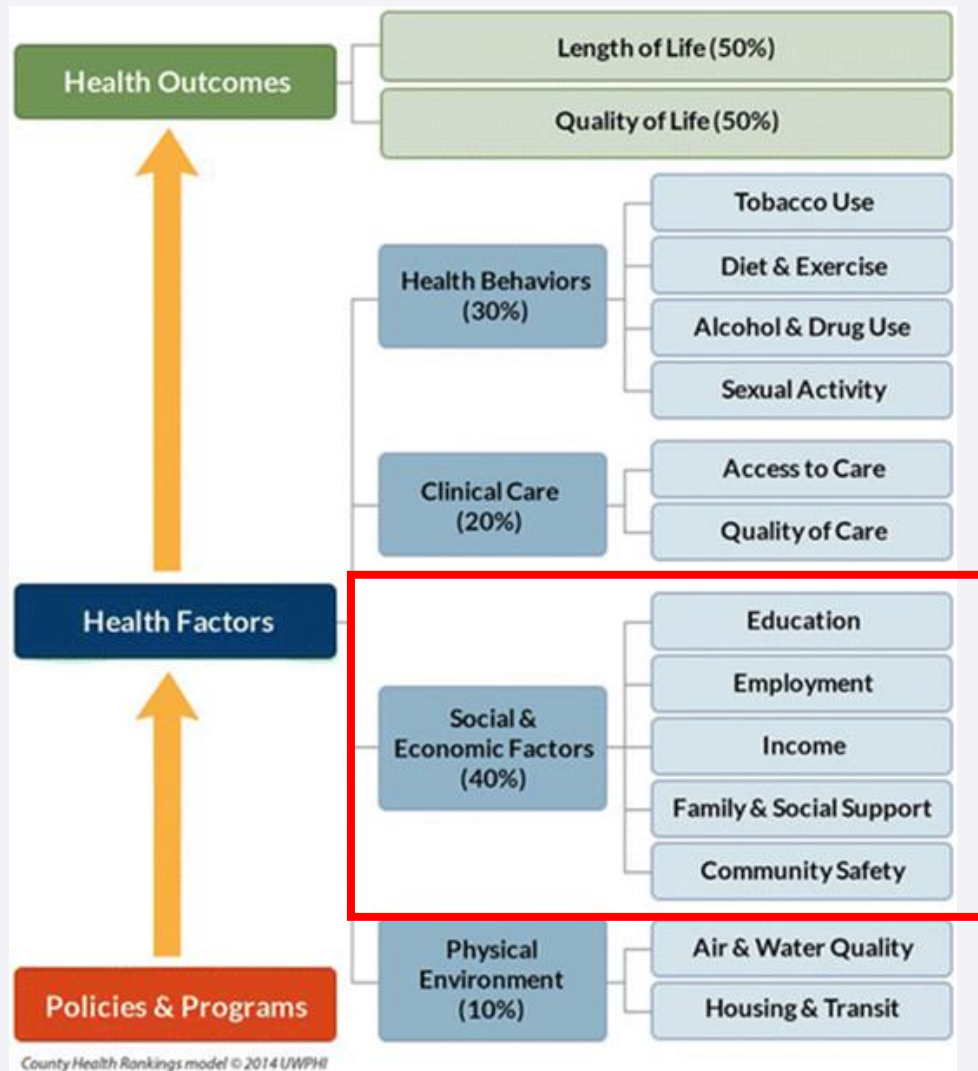 Health Outcomes
Length of Life (50%)
Quality of Life (50%)
Health Factors
Health Behaviors
(30%)
Tobacco Use
Diet & Exercise
Alcohol & Drug Use
Sexual Activity
Clinical Care
(20%)
Access to Care
Quality of Care
Social &
Economic Factors
(40%)
Education
Employment
Income
Family & Social Support
Community Safety
Physical
Environment
(10%)
Air & Water Quality
Housing & Transit
Policies & Programs
County Health Rankings model © 2014 UWPHI